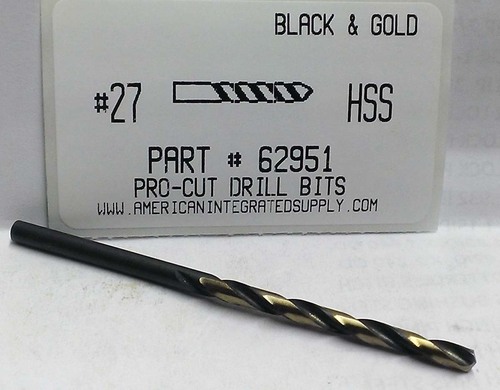 BLACK & GOLD
#27 HSS
PART # 62951
PRO-CUT DRILL BITS
WWW.AMERICANINTEGRATEDSUPPLY.COM